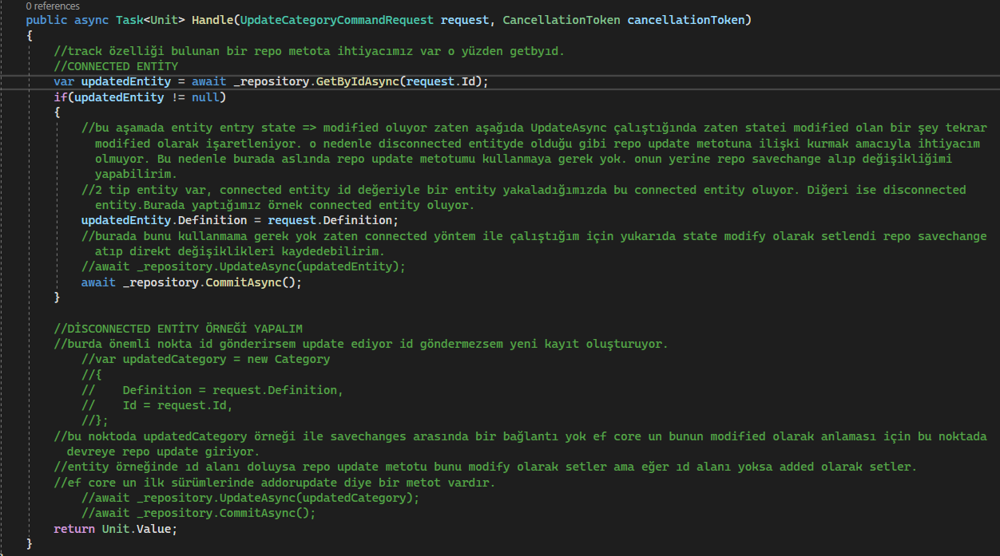 0 references
public async Task<Unit> Handle(UpdateCategoryCommandRequest request, CancellationToken cancellationToken)
{
//track özelliği bulunan bir repo metota ihtiyacımız var o yüzden getbyıd.
//CONNECTED ENTİTY
var updatedEntity = await _repository.GetByIdAsync(request.Id);
if(updatedEntity != null)
{
//bu aşamada entity entry state => modified oluyor zaten aşağıda UpdateAsync çalıştığında zaten statei modified olan bir şey tekrar
modified olarak işaretleniyor. o nedenle disconnected entityde olduğu gibi repo update metotuna ilişki kurmak amacıyla ihtiyacım
olmuyor. Bu nedenle burada aslında repo update metotumu kullanmaya gerek yok. onun yerine repo savechange alıp değişikliğimi
yapabilirim.
//2 tip entity var, connected entity id değeriyle bir entity yakaladığımızda bu connected entity oluyor. Diğeri ise disconnected
entity.Burada yaptığımız örnek connected entity oluyor.
updatedEntity.Definition = request.Definition;
//burada bunu kullanmama gerek yok zaten connected yöntem ile çalıştığım için yukarıda state modify olarak setlendi repo savechange
atıp direkt değişiklikleri kaydedebilirim.
//await _repository.UpdateAsync(updatedEntity);
await _repository.CommitAsync();
}
//DİSCONNECTED ENTİTY ÖRNEĞİ YAPALIM
//burda önemli nokta id gönderirsem update ediyor id göndermezsem yeni kayıt oluşturuyor.
//var updatedCategory = new Category
//{
//    Definition = request.Definition,
//    Id = request.Id,
//};
//bu noktoda updatedCategory örneği ile savechanges arasında bir bağlantı yok ef core un bunun modified olarak anlaması için bu noktada
devreye repo update giriyor.
//entity örneğinde ıd alanı doluysa repo update metotu bunu modify olarak setler ama eğer ıd alanı yoksa added olarak setler.
//ef core un ilk sürümlerinde addorupdate diye bir metot vardır.
//await _repository.UpdateAsync(updatedCategory);
//await _repository.CommitAsync();
return Unit.Value;
}